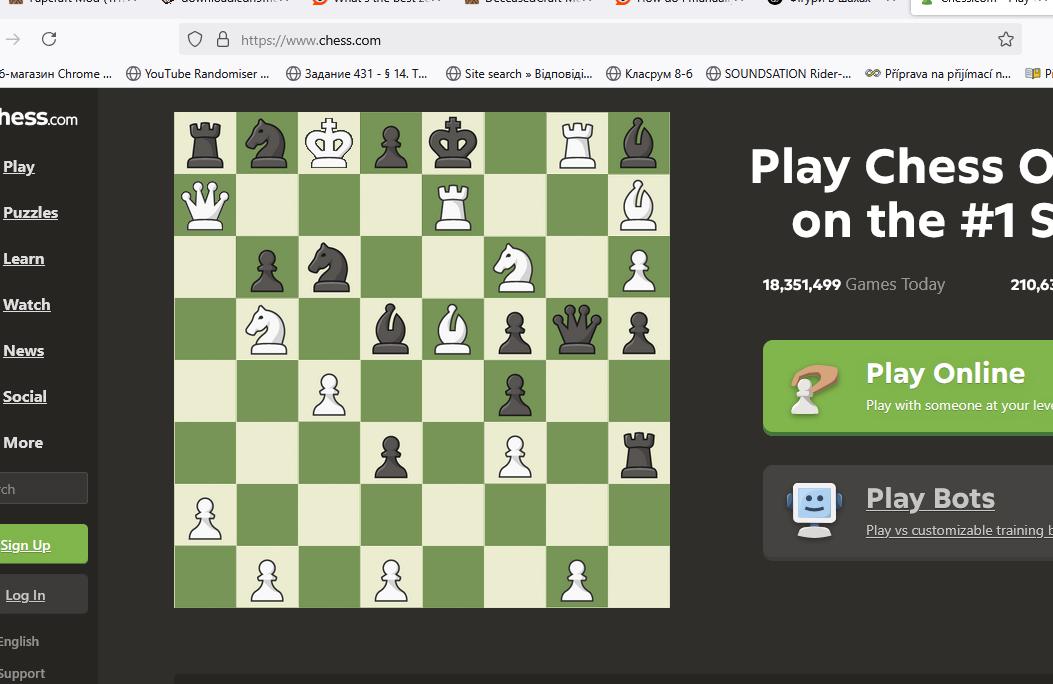 https://www.chess.com
б-магазин Chrome ...
YouTube Randomiser ...
Задание 431 - § 14. Т...
Site search » Відповіді...
Класрум 8-б
SOUNDSATION Rider-...
Příprava na přijímací n...
hess.com
Play
Puzzles
Learn
Watch
News
Social
More
rch
Sign Up
Log In
English
Support
Play Chess O
on the #1 S
18,351,499 Games Today
210,63
Play Online
Play with someone at your leve
Play Bots
Play vs customizable training b